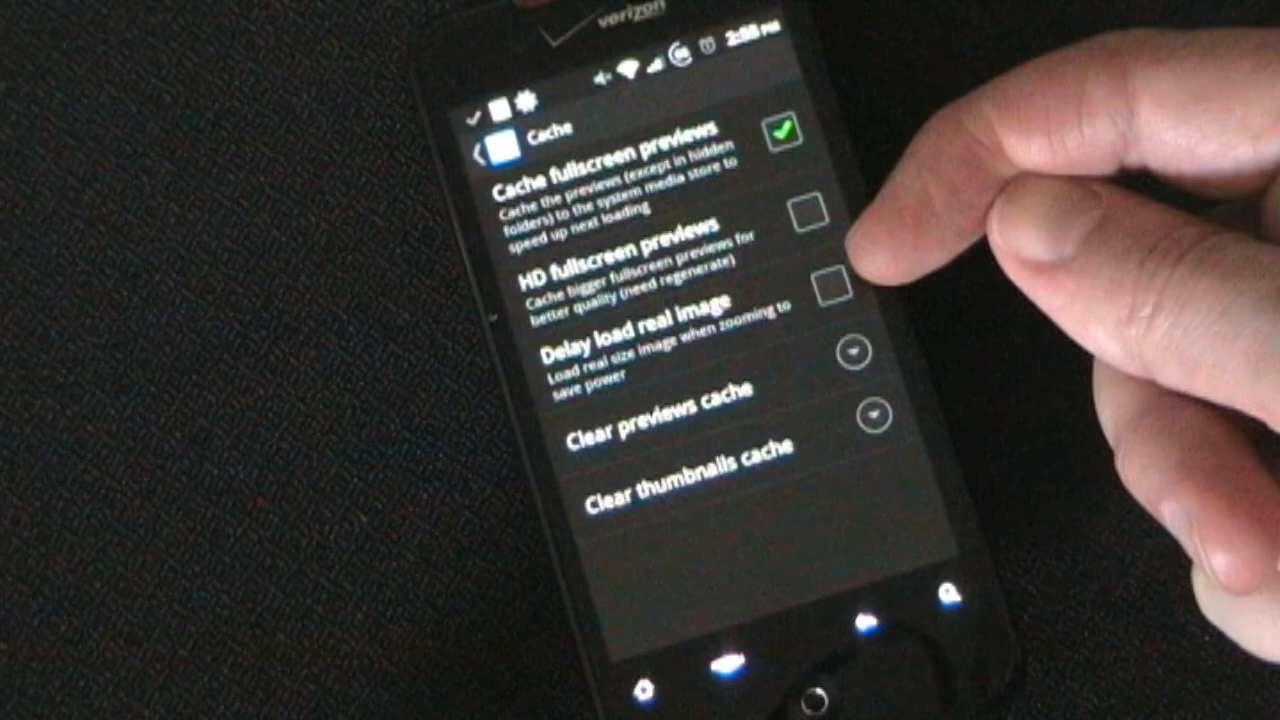 verizon
2:58 PM
Cache
Cache fullscreen previews
Cache the previews (except in hidden
folders) to the system media store to
speed up next loading
HD fullscreen previews
Cache bigger fullscreen previews for
better quality (need regenerate)
Delay load real image
Load real size image when zooming to
save power
Clear previews cache
Clear thumbnails cache